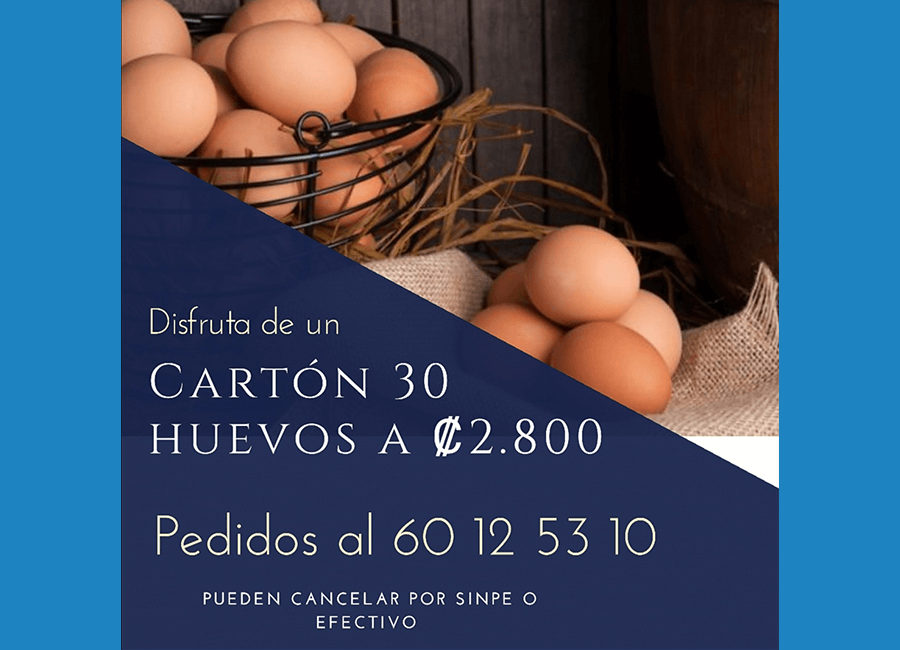 Disfruta de un
CARTÓN 30
HUEVOS A ₡2.800
Pedidos al 60 12 53 10
PUEDEN CANCELAR POR SINPE O
EFECTIVO